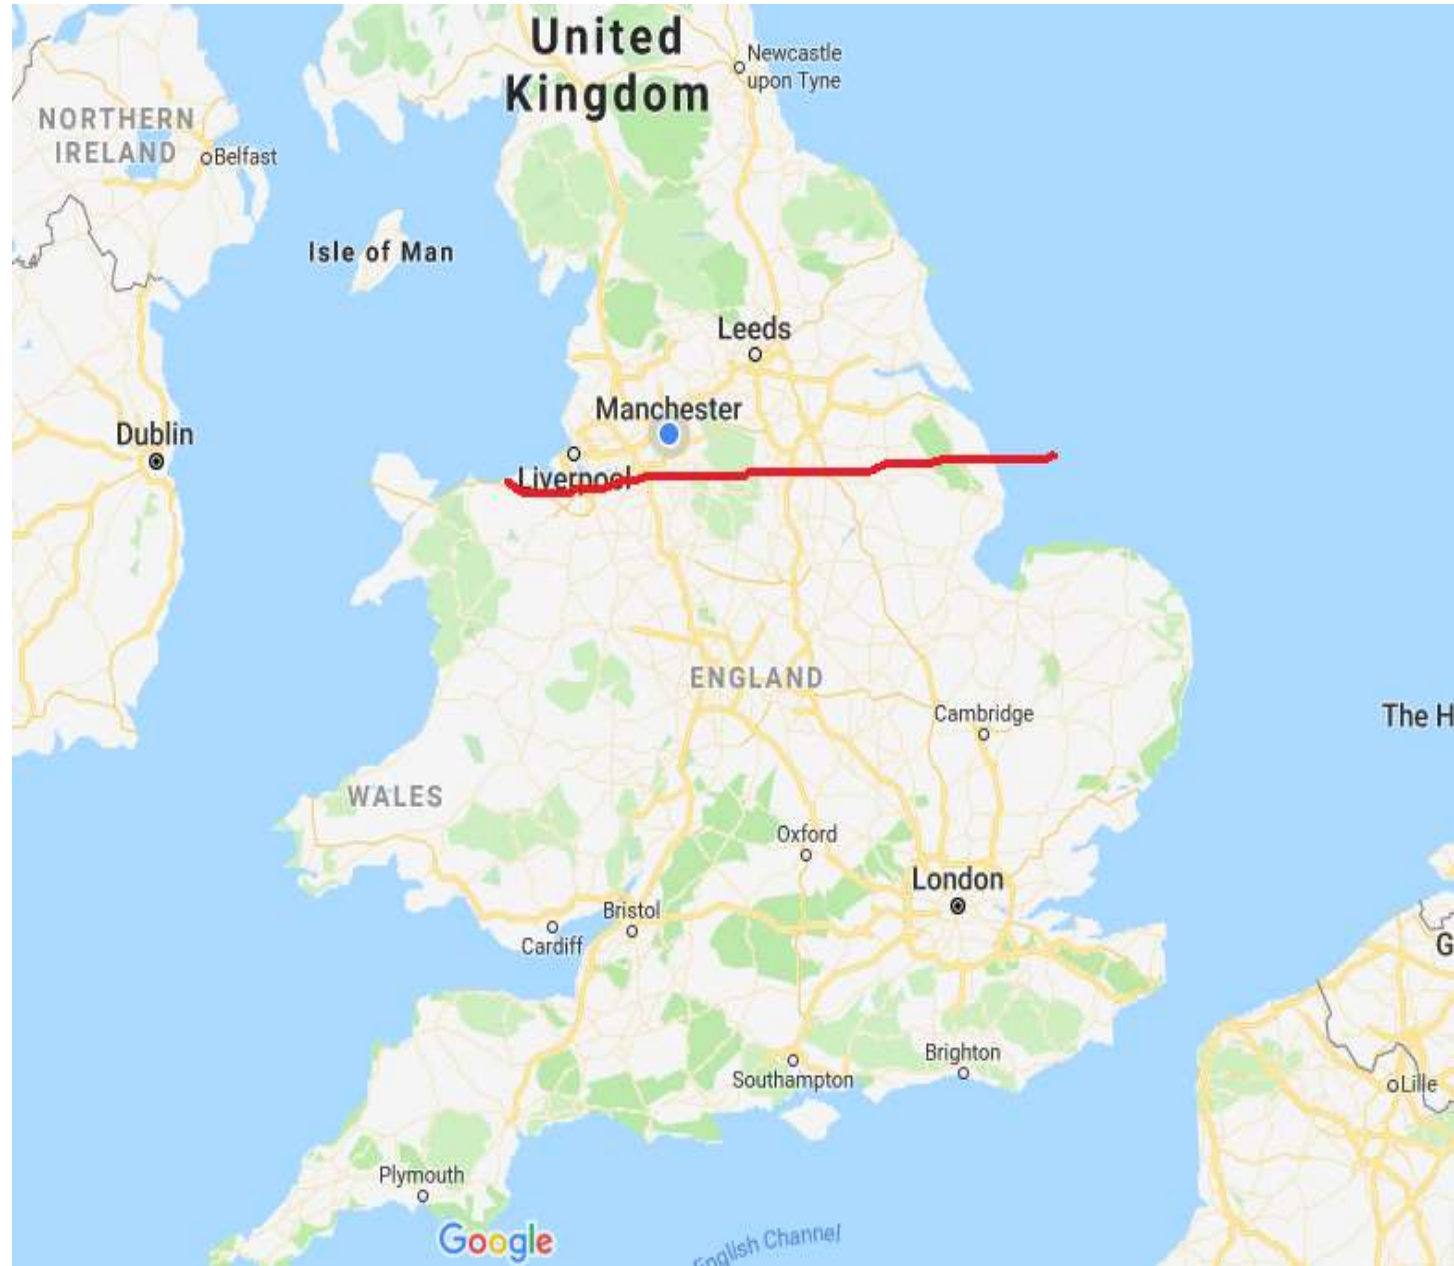 United
Kingdom
Newcastle
upon Tyne
NORTHERN
IRELAND
Belfast
Isle of Man
Leeds
Manchester
Dublin
Liverpool
ENGLAND
Cambridge
The H
WALES
Oxford
London
Bristol
Cardiff
G
Brighton
Southampton
Lille
Plymouth
Google
English Channel